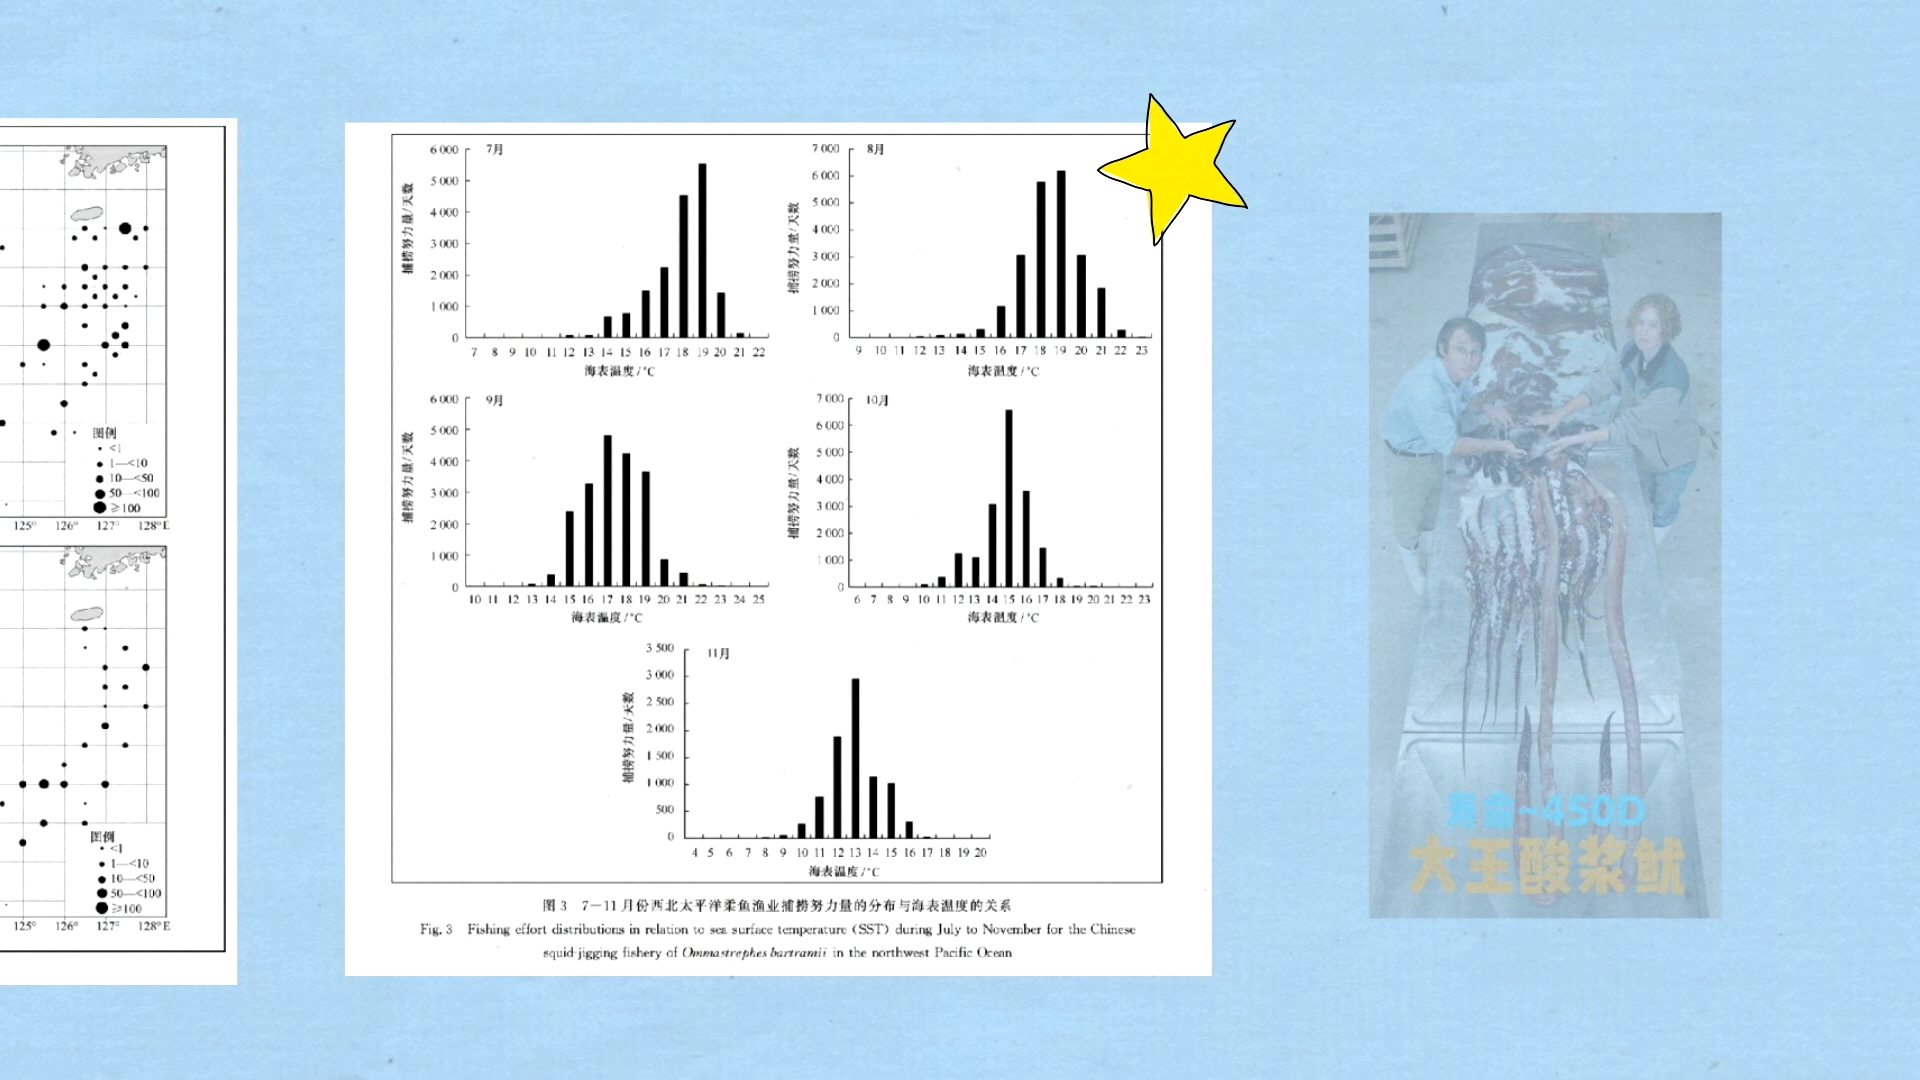 图例
<1
1—<10
10—<50
50—<100
≥100
125° 126° 127° 128°E
图例
<1
1—<10
10—<50
50—<100
≥100
125° 126° 127° 128°E
7月
捕捞努力量/天数
6 000
5 000
4 000
3 000
2 000
1 000
0
7 8 9 10 11 12 13 14 15 16 17 18 19 20 21 22
海表温度/℃
8月
捕捞努力量/天数
7 000
6 000
5 000
4 000
3 000
2 000
1 000
0
9 10 11 12 13 14 15 16 17 18 19 20 21 22 23
海表温度/℃
9月
捕捞努力量/天数
6 000
5 000
4 000
3 000
2 000
1 000
0
10 11 12 13 14 15 16 17 18 19 20 21 22 23 24 25
海表温度/℃
10月
捕捞努力量/天数
7 000
6 000
5 000
4 000
3 000
2 000
1 000
0
6 7 8 9 10 11 12 13 14 15 16 17 18 19 20 21 22 23
海表温度/℃
11月
捕捞努力量/天数
3 500
3 000
2 500
2 000
1 500
1 000
500
0
4 5 6 7 8 9 10 11 12 13 14 15 16 17 18 19 20
海表温度/℃
图 3 7—11 月份西北太平洋柔鱼渔业捕捞努力量的分布与海表温度的关系
Fig. 3 Fishing effort distributions in relation to sea surface temperature (SST) during July to November for the Chinese
squid-jigging fishery of Ommastrephes bartramii in the northwest Pacific Ocean
寿命~450D
大王酸浆鱿